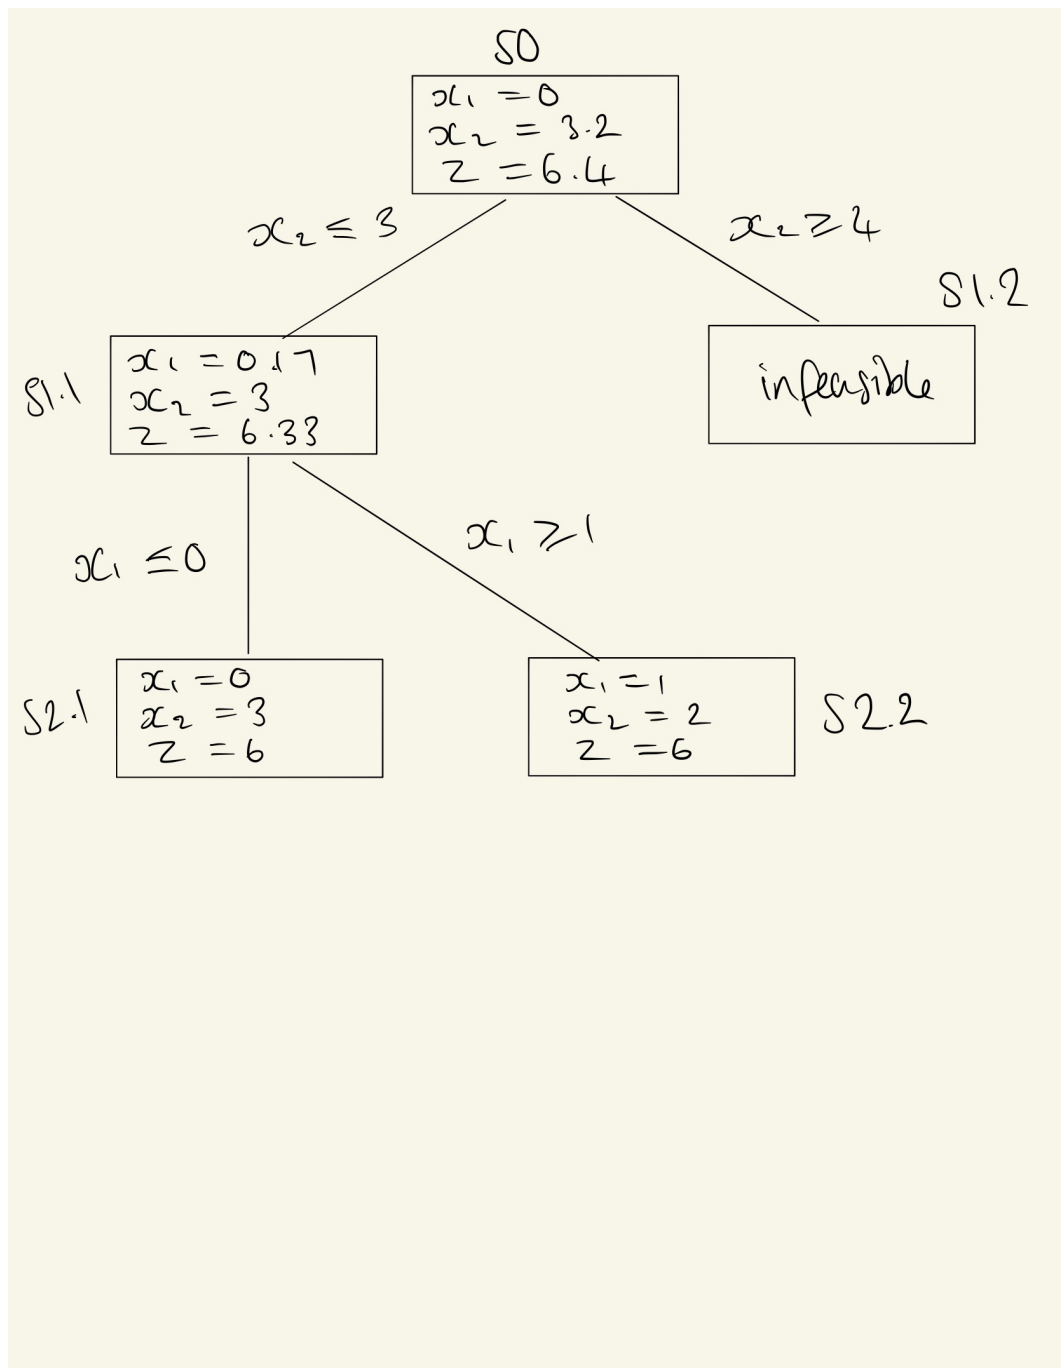 S0
x₁ = 0
x₂ = 3.2
z = 6.4
x₂ ≤ 3
x₂ ≥ 4
S1.2
S1.1
x₁ = 0.17
x₂ = 3
z = 6.33
infeasible
x₁ ≤ 0
x₁ ≥ 1
S2.1
x₁ = 0
x₂ = 3
z = 6
x₁ = 1
x₂ = 2
z = 6
S2.2